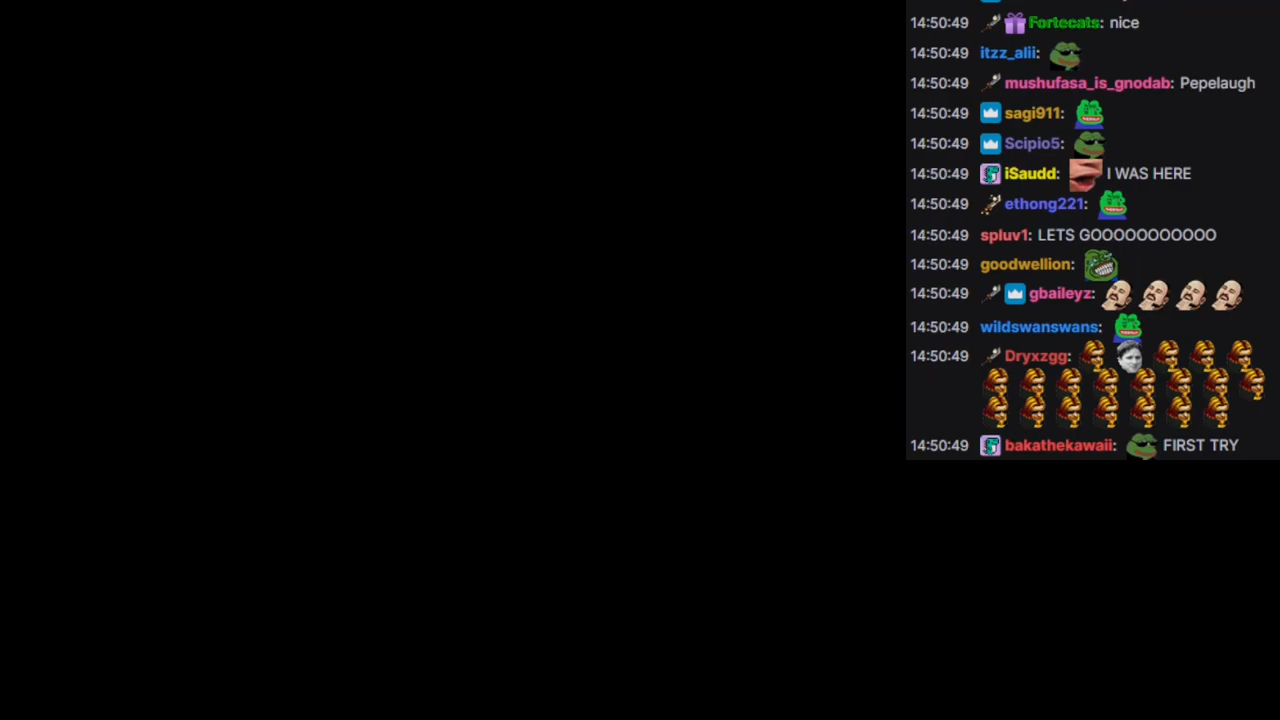 14:50:49 Fortecats: nice
14:50:49 itzz_alii:
14:50:49 mushufasa_is_gnodab: Pepelaugh
14:50:49 sagi911:
14:50:49 Scipio5:
14:50:49 iSaudd: I WAS HERE
14:50:49 ethong221:
14:50:49 spluv1: LETS GOOOOOOOOOOO
14:50:49 goodwellion:
14:50:49 gbaileyz:
14:50:49 wildswanswans:
14:50:49 Dryxzgg:
14:50:49 bakathekawaii: FIRST TRY